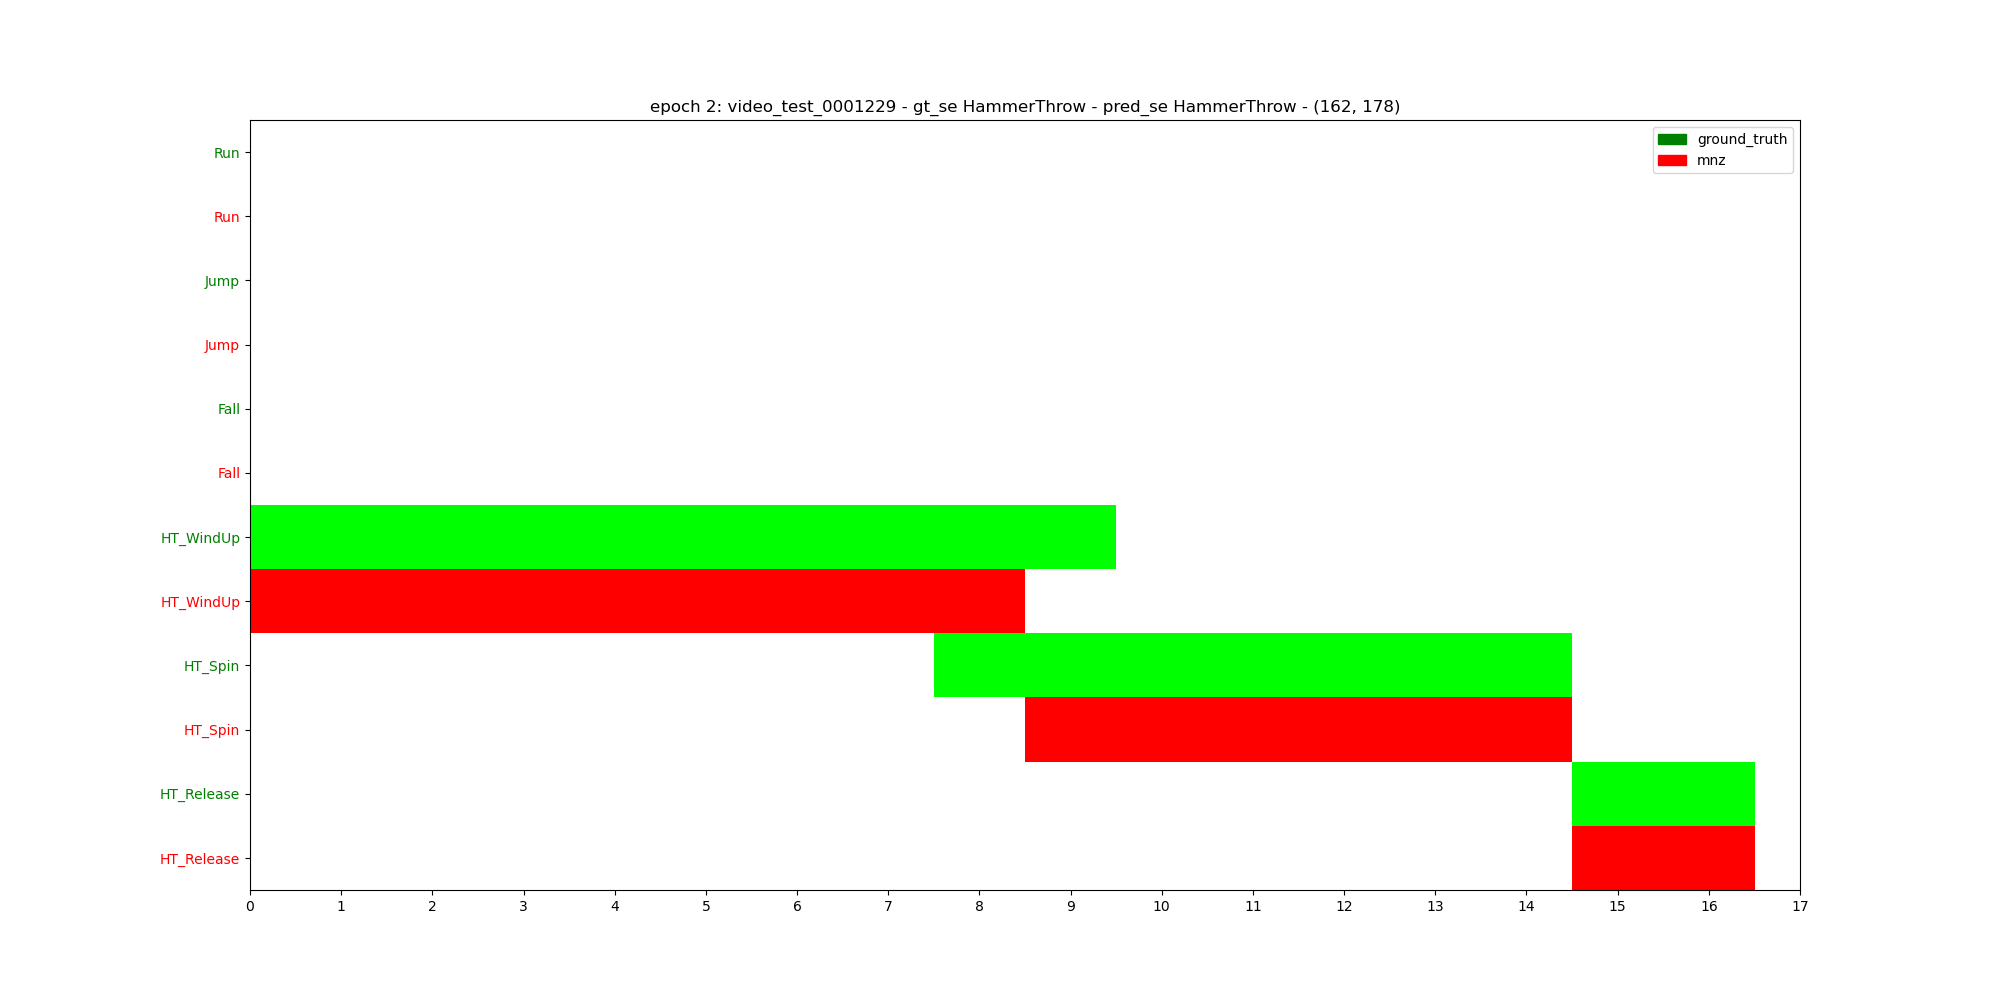 epoch 2: video_test_0001229 - gt_se HammerThrow - pred_se HammerThrow - (162, 178)
ground_truth
mnz
Run
Run
Jump
Jump
Fall
Fall
HT_WindUp
HT_WindUp
HT_Spin
HT_Spin
HT_Release
HT_Release
0 1 2 3 4 5 6 7 8 9 10 11 12 13 14 15 16 17